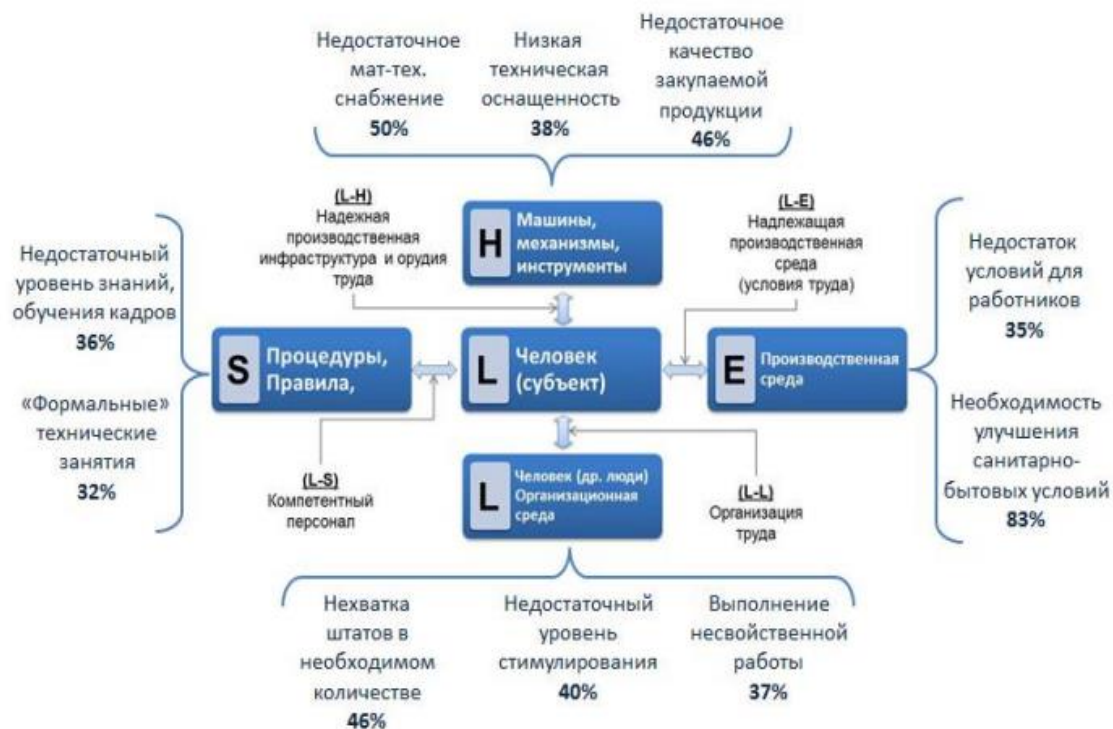 Недостаточное
мат-тех.
снабжение
50%
Низкая
техническая
оснащенность
38%
Недостаточное
качество
закупаемой
продукции
46%
(L-H)
Надежная
производственная
инфраструктура и орудия
труда
H
Машины,
механизмы,
инструменты
(L-E)
Надлежащая
производственная
среда
(условия труда)
Недостаточный
уровень знаний,
обучения кадров
36%
«Формальные»
технические
занятия
32%
S
Процедуры,
Правила,
L
Человек
(субъект)
E
Производственная
среда
Недостаток
условий для
работников
35%
Необходимость
улучшения
санитарно-
бытовых условий
83%
(L-S)
Компетентный
персонал
L
Человек (др. люди)
Организационная
среда
(L-L)
Организация
труда
Нехватка
штатов в
необходимом
количестве
46%
Недостаточный
уровень
стимулирования
40%
Выполнение
несвойственной
работы
37%